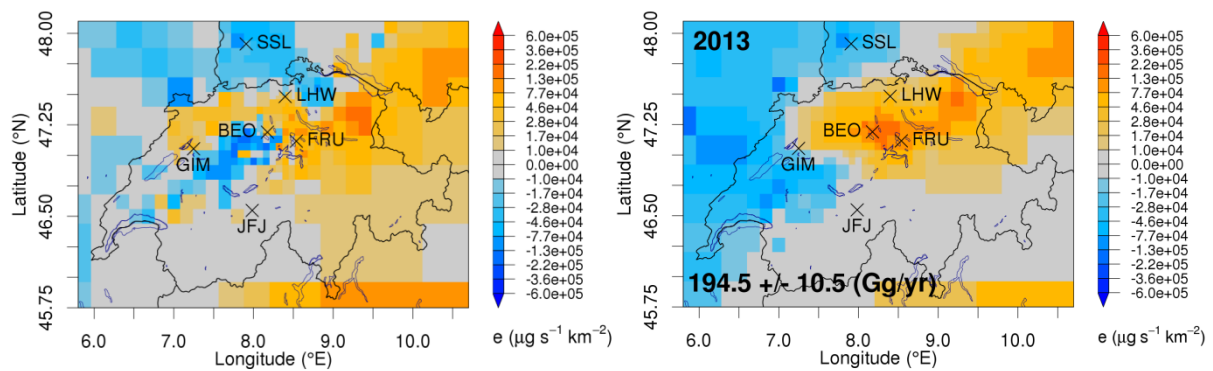 48.00
47.25
46.50
45.75
Latitude (°N)
SSL
LHW
BEO
FRU
GIM
JFJ
6.0 7.0 8.0 9.0 10.0
Longitude (°E)
6.0e+05
3.6e+05
2.2e+05
1.3e+05
7.7e+04
4.6e+04
2.8e+04
1.7e+04
1.0e+04
0.0e+00
-1.0e+04
-1.7e+04
-2.8e+04
-4.6e+04
-7.7e+04
-1.3e+05
-2.2e+05
-3.6e+05
-6.0e+05
e (µg s⁻¹ km⁻²)
48.00
47.25
46.50
45.75
Latitude (°N)
2013
SSL
LHW
BEO
FRU
GIM
JFJ
194.5 +/- 10.5 (Gg/yr)
6.0 7.0 8.0 9.0 10.0
Longitude (°E)
6.0e+05
3.6e+05
2.2e+05
1.3e+05
7.7e+04
4.6e+04
2.8e+04
1.7e+04
1.0e+04
0.0e+00
-1.0e+04
-1.7e+04
-2.8e+04
-4.6e+04
-7.7e+04
-1.3e+05
-2.2e+05
-3.6e+05
-6.0e+05
e (µg s⁻¹ km⁻²)